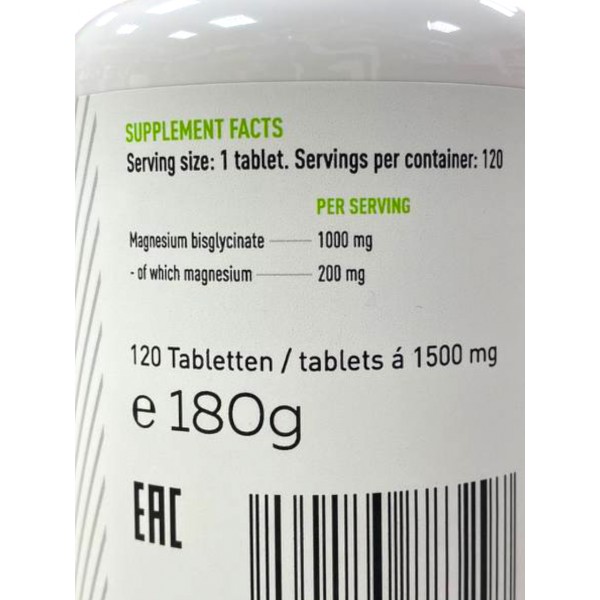 SUPPLEMENT FACTS
Serving size: 1 tablet. Servings per container: 120
PER SERVING
Magnesium bisglycinate 1000 mg
- of which magnesium 200 mg
120 Tabletten / tablets á 1500 mg
e 180g
EAC